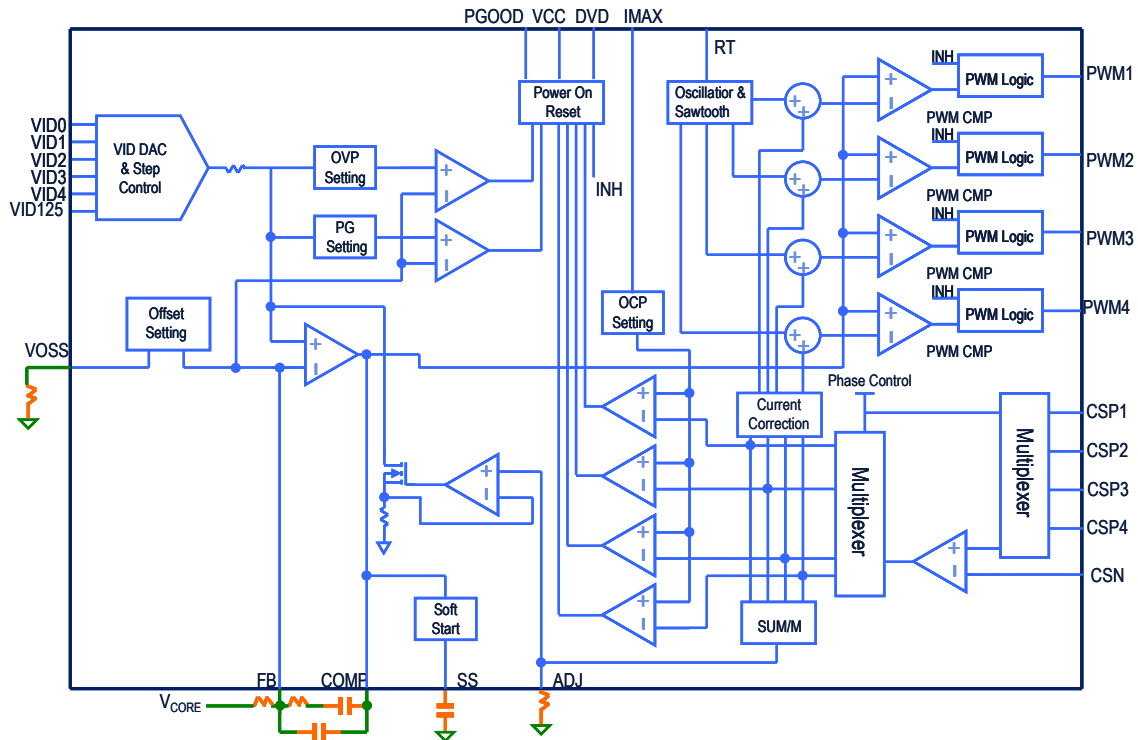 PGOOD VCC DVD IMAX
RT
INH
PWM Logic
PWM1
Power On
Reset
Oscillatior &
Sawtooth
VID0
VID1
VID2
VID3
VID4
VID125
VID DAC
& Step
Control
PWM CMP
INH
PWM Logic
PWM2
OVP
Setting
INH
PWM CMP
INH
PWM Logic
PWM3
PG
Setting
PWM CMP
INH
PWM Logic
PWM4
PWM CMP
Offset
Setting
OCP
Setting
VOSS
Phase Control
Current
Correction
Multiplexer
Multiplexer
CSP1
CSP2
CSP3
CSP4
CSN
Soft
Start
SUM/M
FB
COMP
SS
ADJ
VCORE